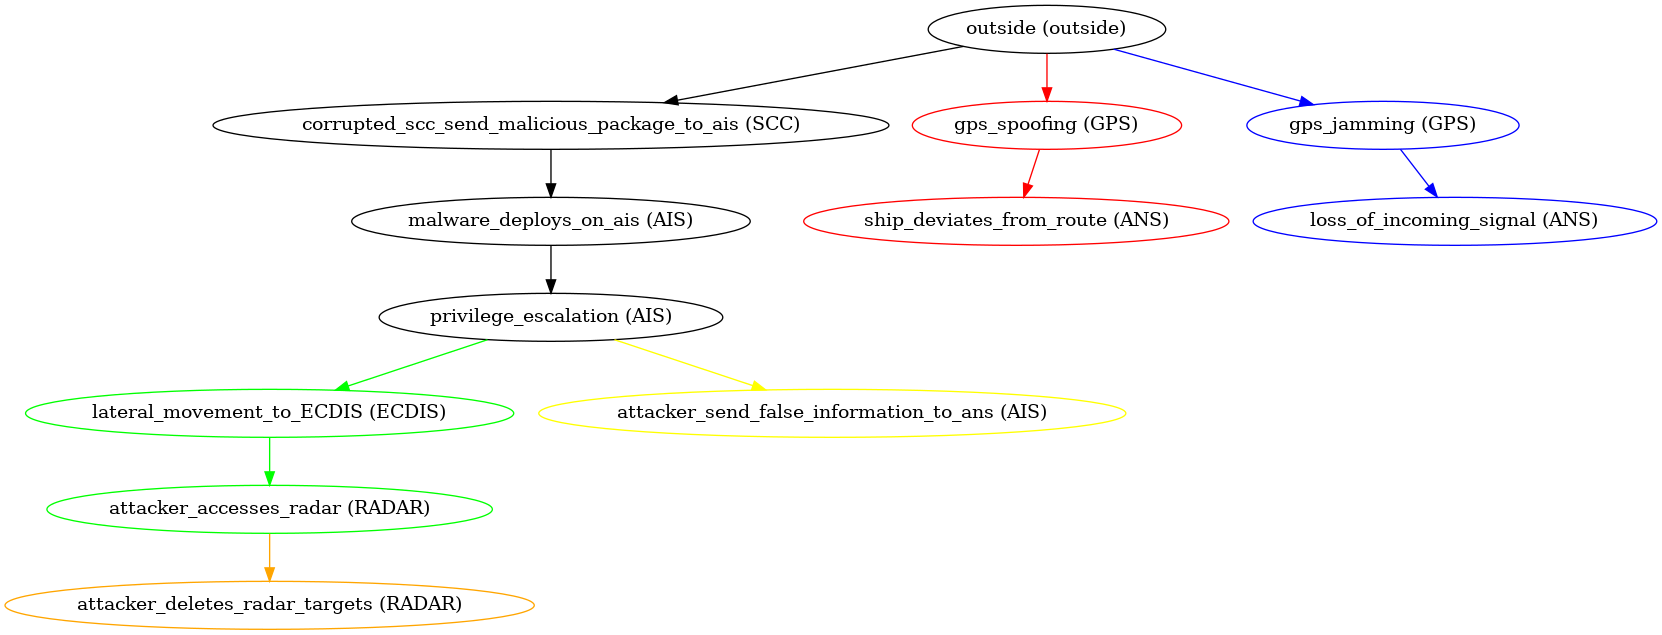 outside (outside)
corrupted_scc_send_malicious_package_to_ais (SCC)
gps_spoofing (GPS)
gps_jamming (GPS)
malware_deploys_on_ais (AIS)
ship_deviates_from_route (ANS)
loss_of_incoming_signal (ANS)
privilege_escalation (AIS)
lateral_movement_to_ECDIS (ECDIS)
attacker_send_false_information_to_ans (AIS)
attacker_accesses_radar (RADAR)
attacker_deletes_radar_targets (RADAR)